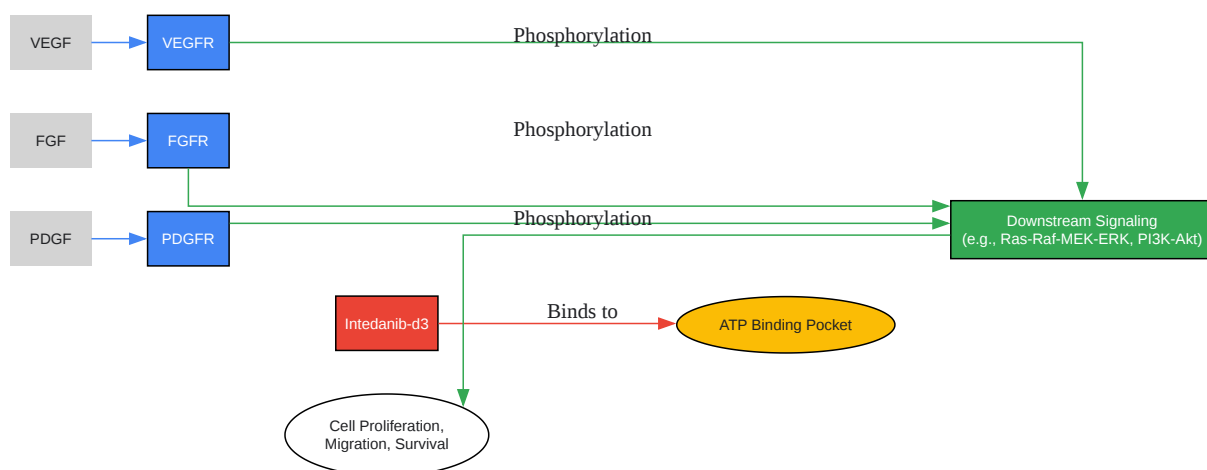 VEGF
VEGFR
Phosphorylation
FGF
FGFR
Phosphorylation
PDGF
PDGFR
Phosphorylation
Downstream Signaling
(e.g., Ras-Raf-MEK-ERK, PI3K-Akt)
Intedanib-d3
Binds to
ATP Binding Pocket
Cell Proliferation,
Migration, Survival